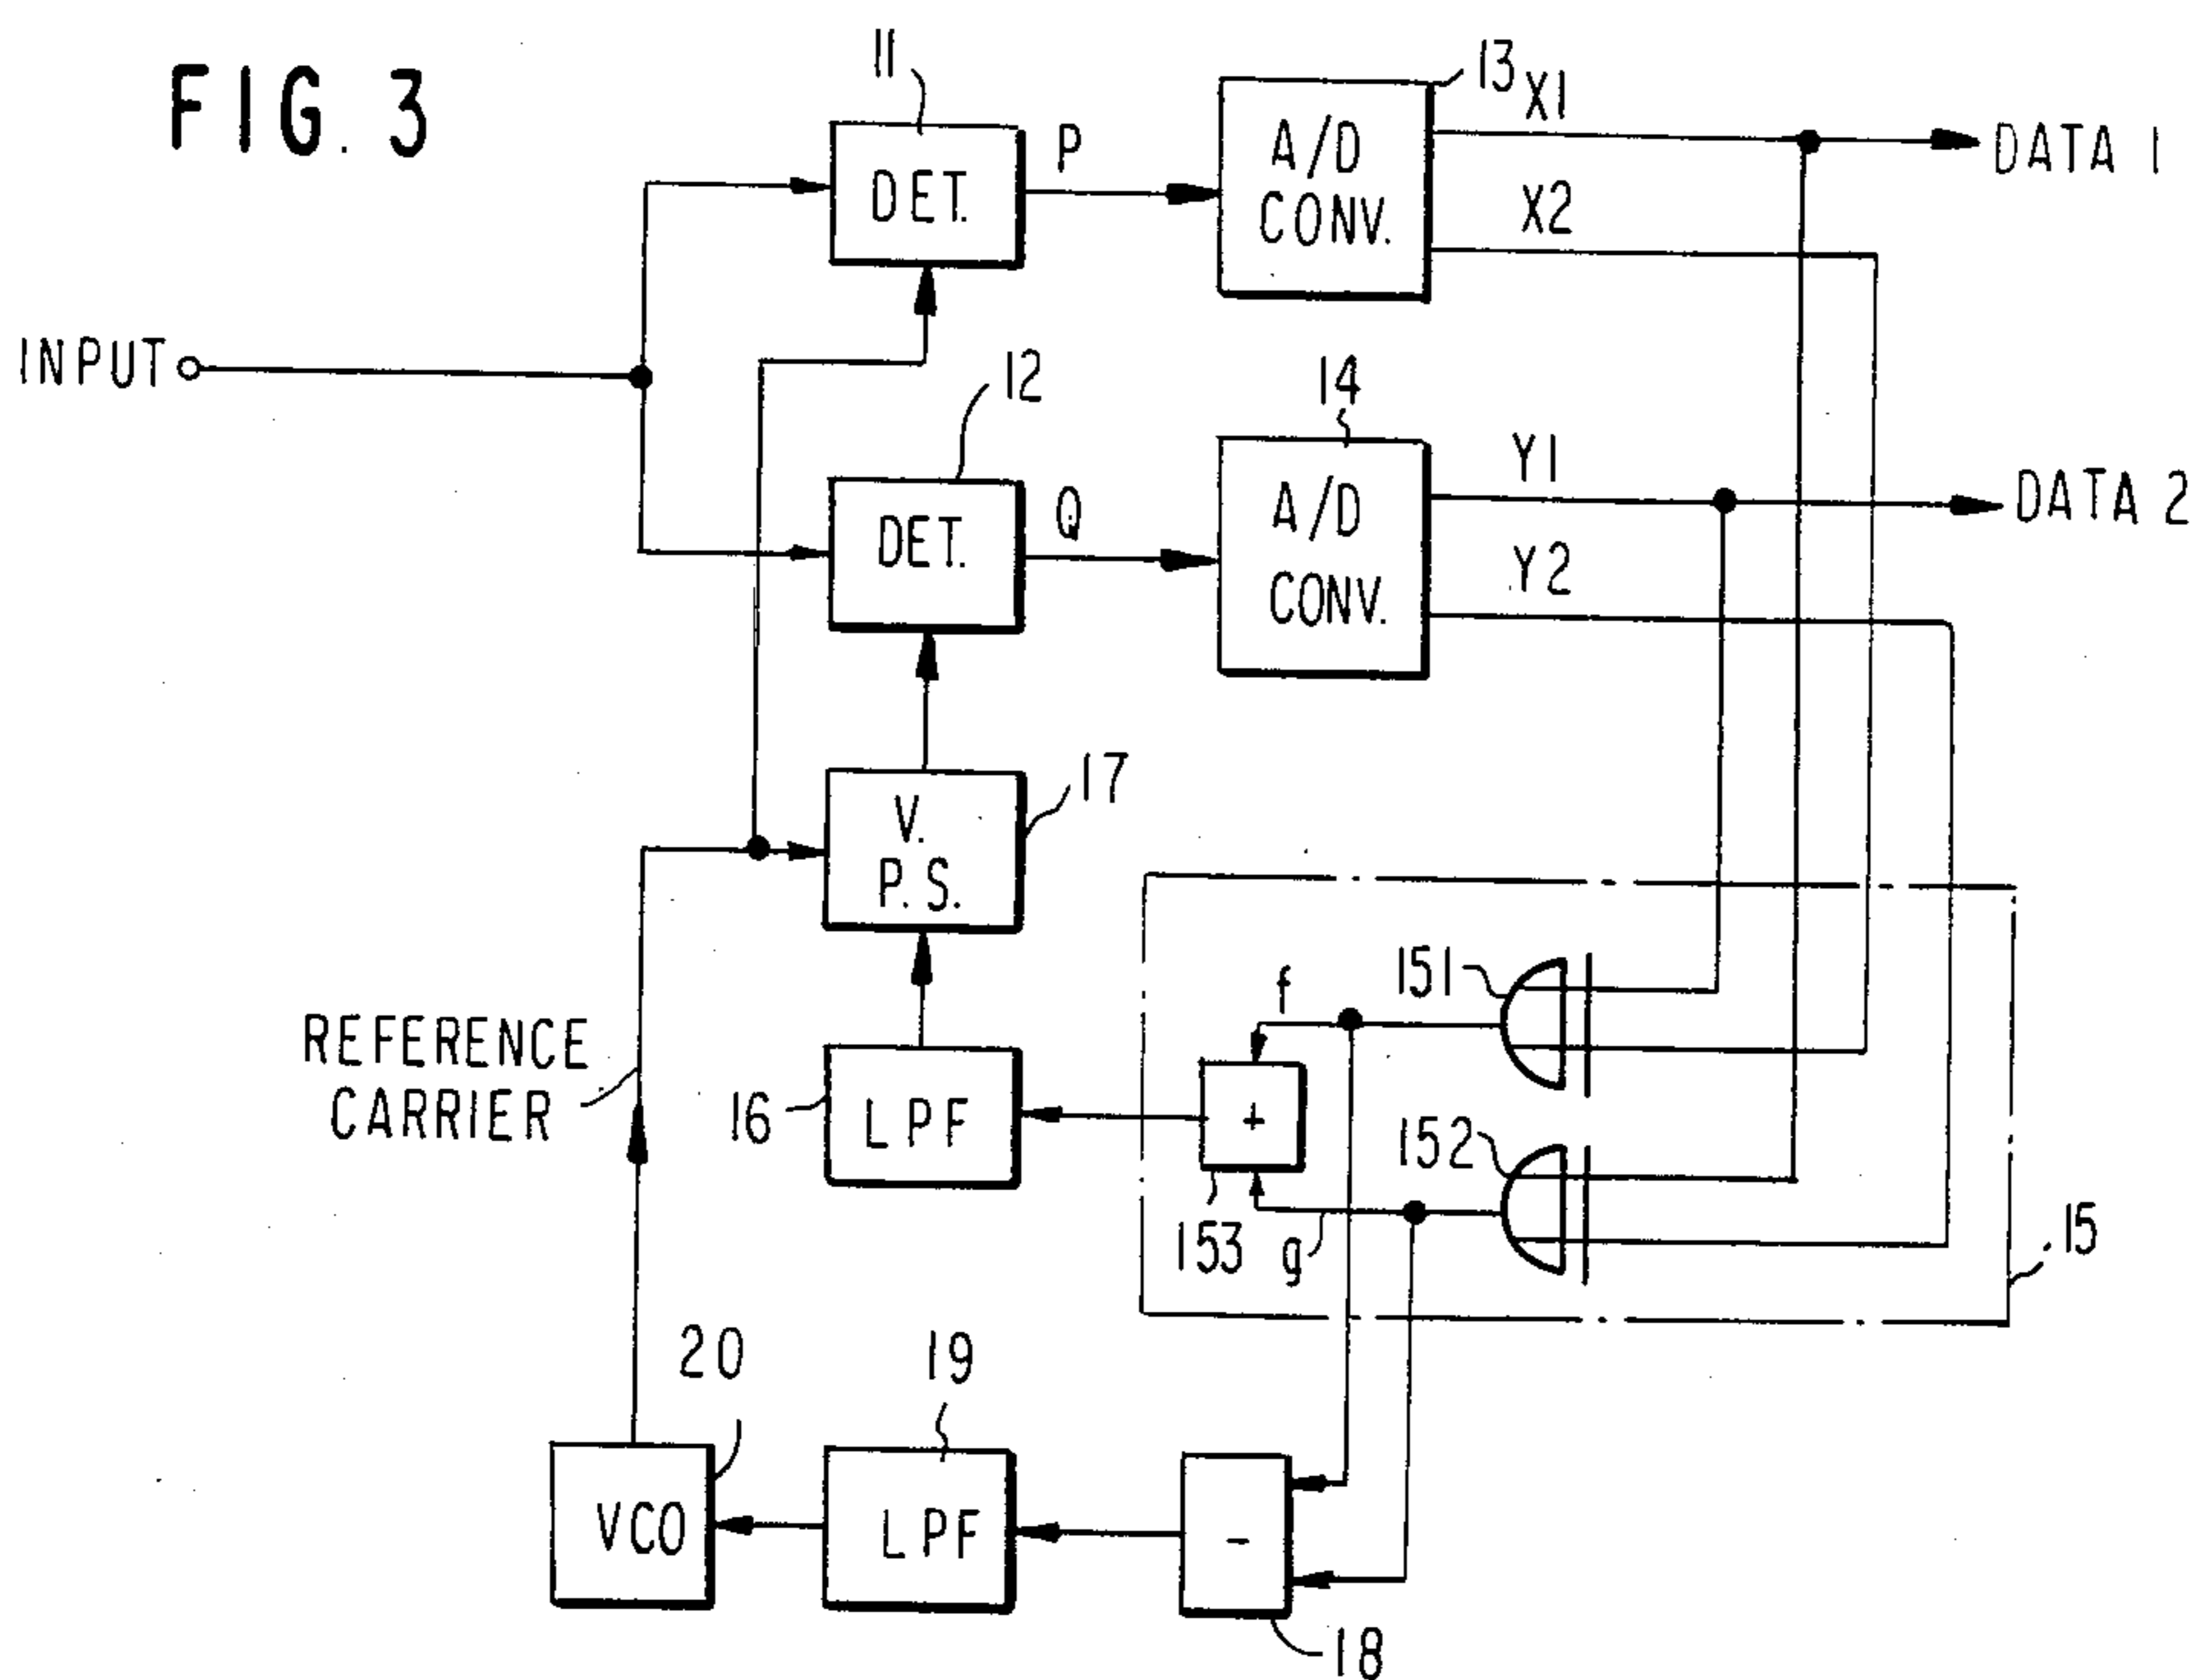 FIG. 3
11
DET.
P
13
A/D
CONV.
X1
X2
DATA 1
INPUT
12
DET.
Q
14
A/D
CONV.
Y1
Y2
DATA 2
17
V.
P.S.
REFERENCE
CARRIER
16
LPF
f
+
153
g
151
152
15
20
VCO
19
LPF
-
18